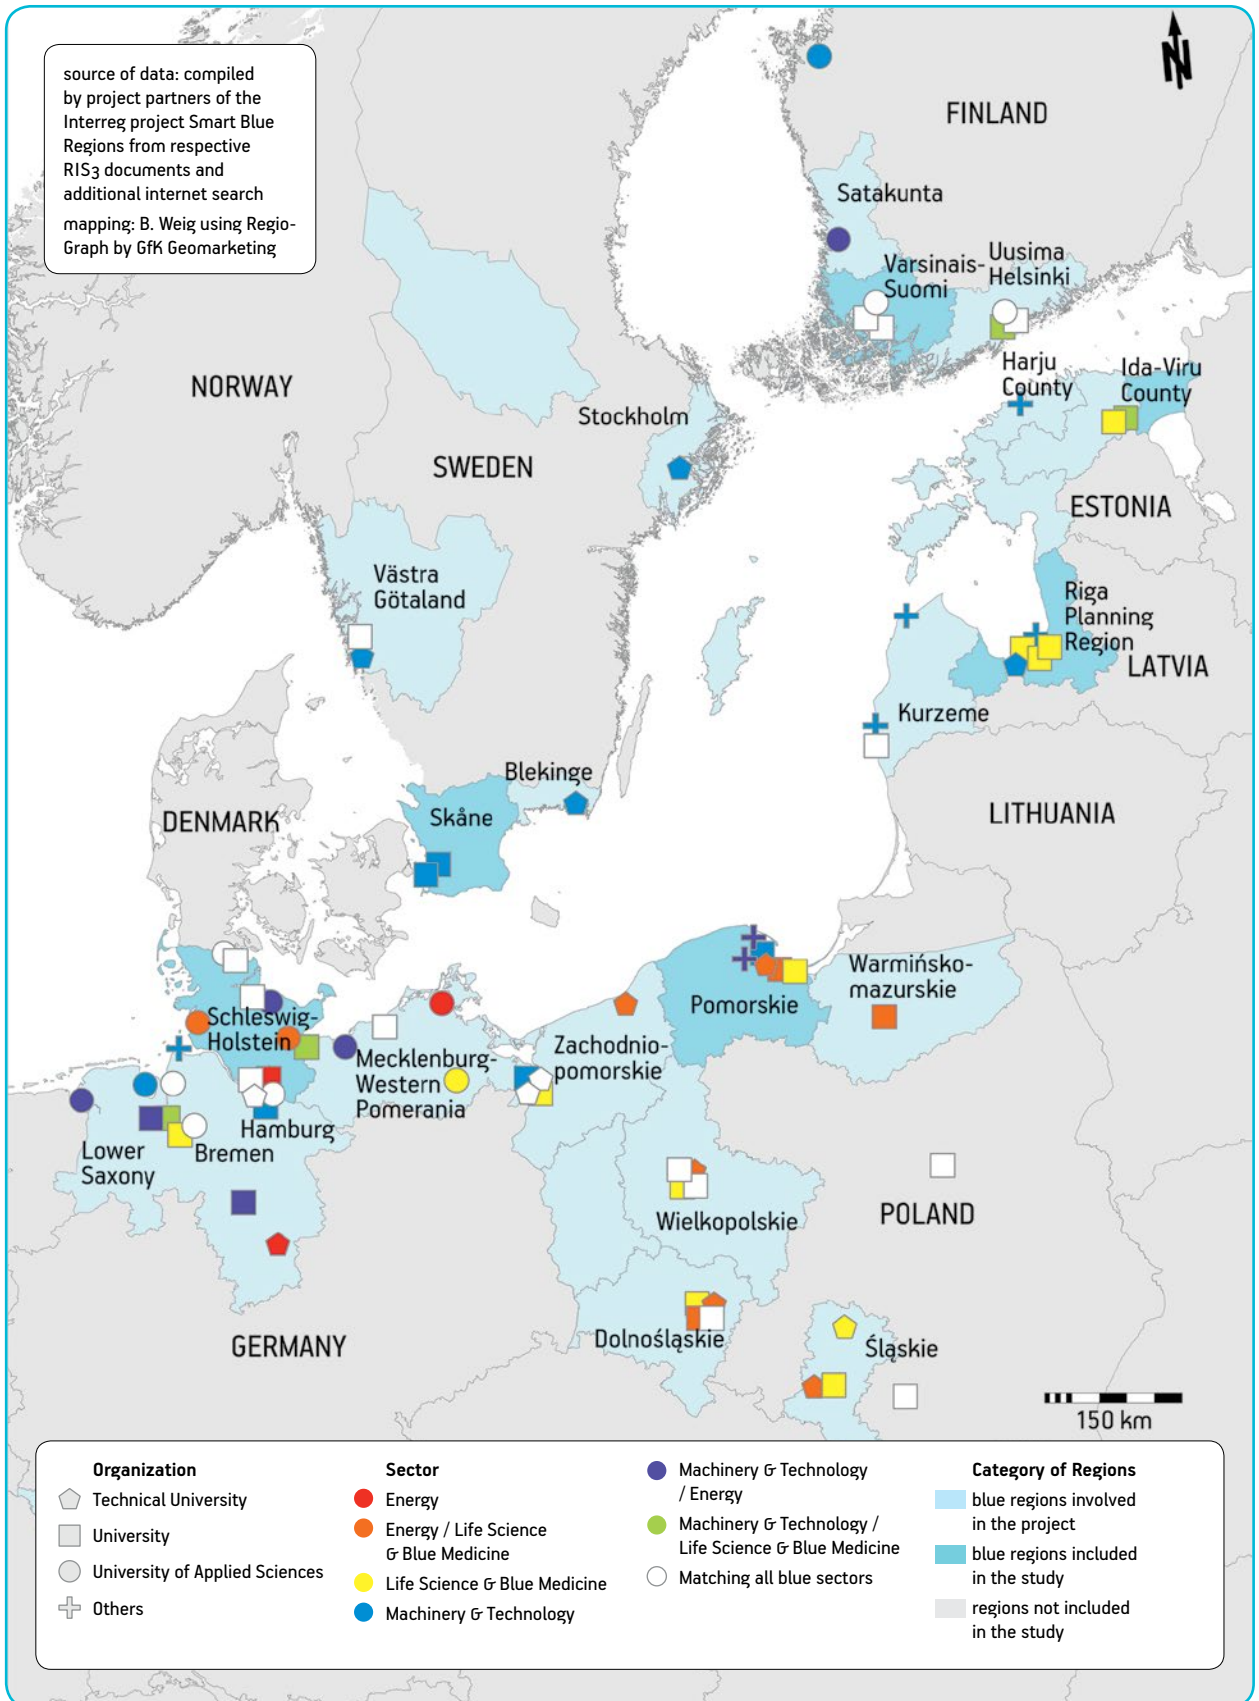 source of data: compiled
by project partners of the
Interreg project Smart Blue
Regions from respective
RIS3 documents and
additional internet search
mapping: B. Weig using Regio-
Graph by GfK Geomarketing
N
FINLAND
Satakunta
Varsinais-
Suomi
Uusima
Helsinki
Harju
County
Ida-Viru
County
NORWAY
Stockholm
SWEDEN
ESTONIA
Västra
Götaland
Riga
Planning
Region
LATVIA
Kurzeme
Blekinge
DENMARK
Skåne
LITHUANIA
Warmińsko-
mazurskie
Pomorskie
Schleswig-
Holstein
Mecklenburg-
Western
Pomerania
Zachodnio-
pomorskie
Hamburg
Lower
Saxony
Bremen
Wielkopolskie
POLAND
Dolnośląskie
Śląskie
GERMANY
150 km
Organization
Technical University
University
University of Applied Sciences
Others
Sector
Energy
Energy / Life Science
& Blue Medicine
Life Science & Blue Medicine
Machinery & Technology
Machinery & Technology
/ Energy
Machinery & Technology /
Life Science & Blue Medicine
Matching all blue sectors
Category of Regions
blue regions involved
in the project
blue regions included
in the study
regions not included
in the study